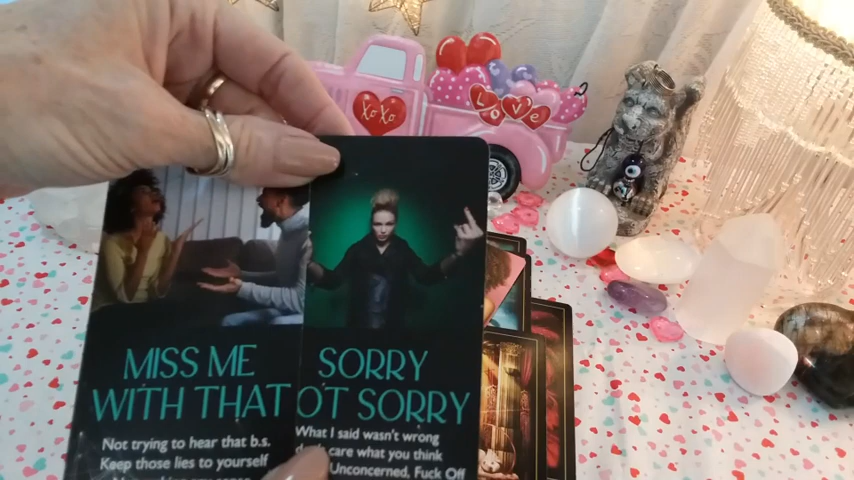 XoXo
LOVE
MISS ME
WITH THAT
Not trying to hear that b.s.
Keep those lies to yourself
SORRY
OT SORRY
What I said wasn't wrong
care what you think
Unconcerned, Fuck Off